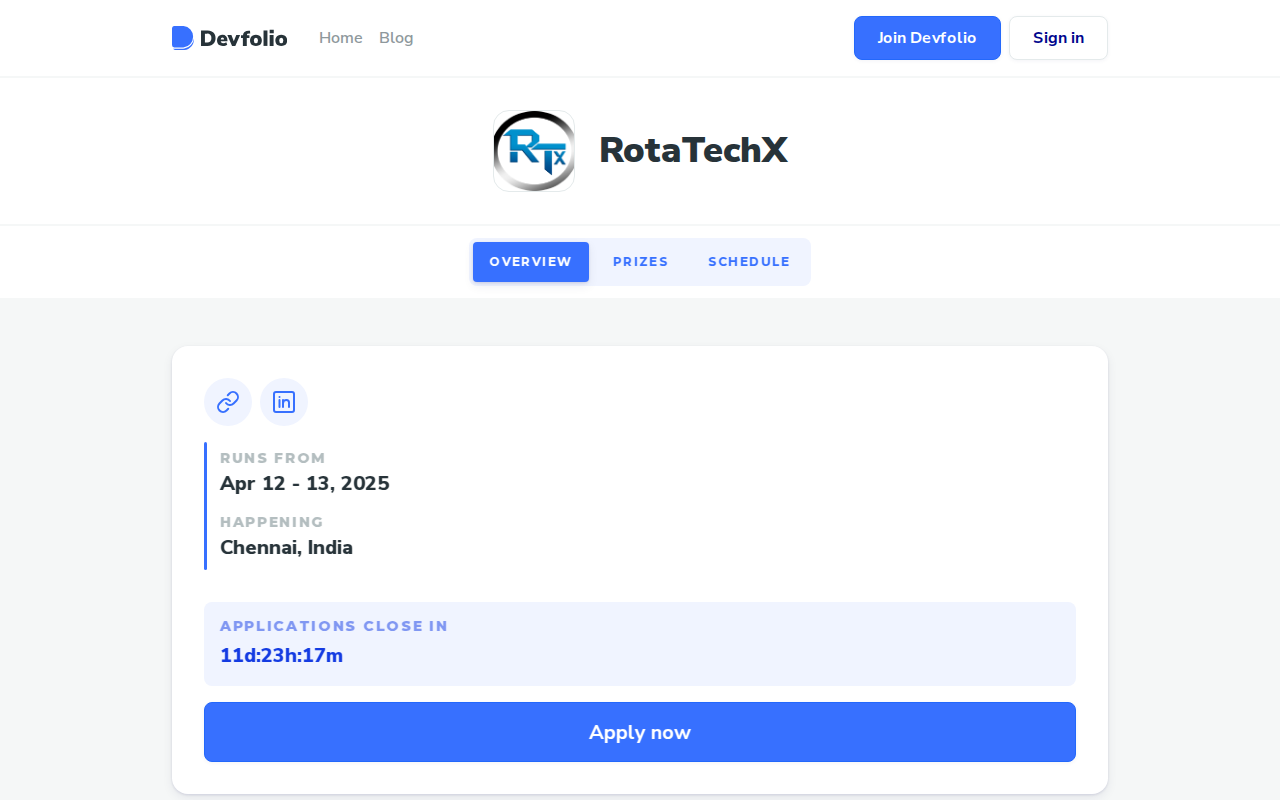 Devfolio Home Blog Join Devfolio Sign in
RTx RotaTechX
OVERVIEW PRIZES SCHEDULE
in
RUNS FROM
Apr 12 - 13, 2025
HAPPENING
Chennai, India
APPLICATIONS CLOSE IN
11d:23h:17m
Apply now